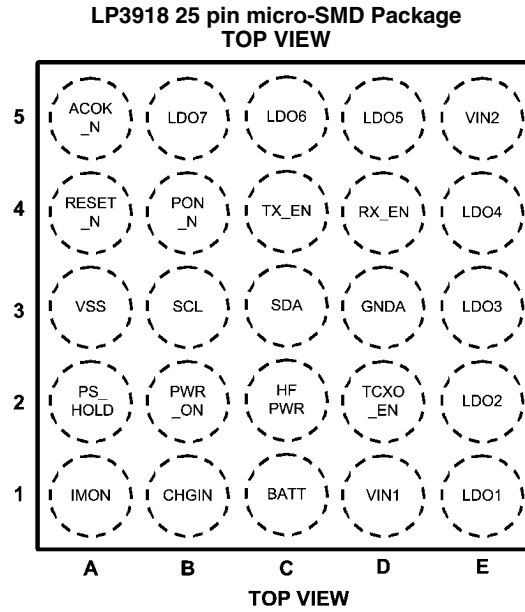 LP3918 25 pin micro-SMD Package
TOP VIEW
5
ACOK
_N
LDO7
LDO6
LDO5
VIN2
4
RESET
_N
PON
_N
TX_EN
RX_EN
LDO4
3
VSS
SCL
SDA
GNDA
LDO3
2
PS_
HOLD
PWR
_ON
HF
PWR
TCXO
_EN
LDO2
1
IMON
CHGIN
BATT
VIN1
LDO1
A
B
C
D
E
TOP VIEW